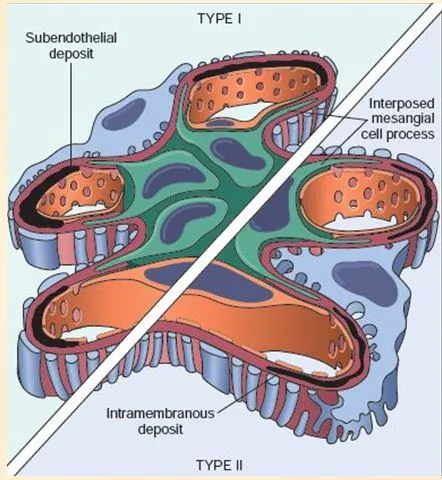 TYPE I
Subendothelial
deposit
Interposed
mesangial
cell process
Intramembranous
deposit
TYPE II